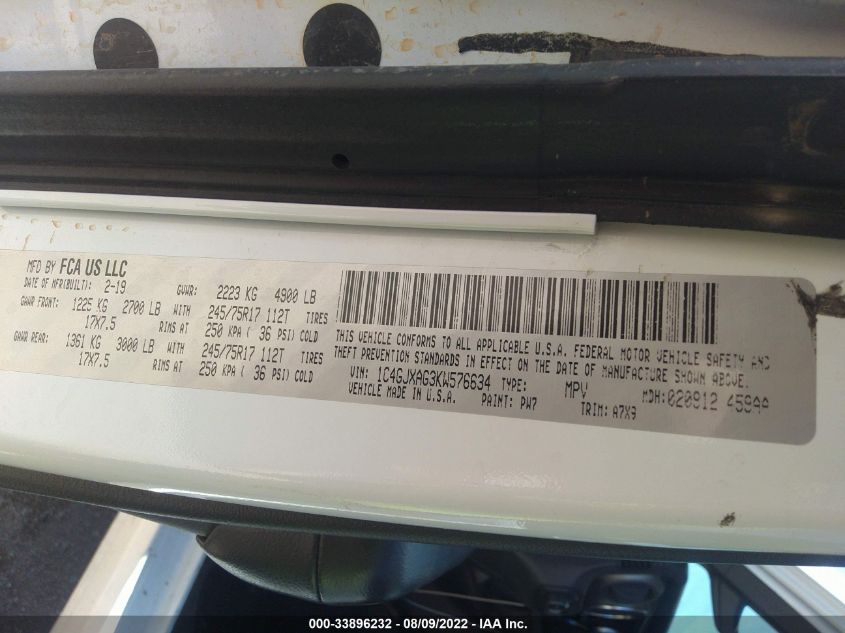 MFD BY FCA US LLC
DATE OF MFR(BUILT): 2-19 GVWR: 2223 KG 4900 LB
GAWR FRONT: 1225 KG 2700 LB WITH 245/75R17 112T TIRES
17X7.5 RIMS AT 250 KPA ( 36 PSI) COLD
GAWR REAR: 1361 KG 3000 LB WITH 245/75R17 112T TIRES
17X7.5 RIMS AT 250 KPA ( 36 PSI) COLD
THIS VEHICLE CONFORMS TO ALL APPLICABLE U.S.A. FEDERAL MOTOR VEHICLE SAFETY AND
THEFT PREVENTION STANDARDS IN EFFECT ON THE DATE OF MANUFACTURE SHOWN ABOVE.
VIN: 1C4GJXAG3KW576634 TYPE: MPV MDH:020912
VEHICLE MADE IN U.S.A. PAINT: PW7 TRIM: A7X9
000-33896232 - 08/09/2022 - IAA Inc.